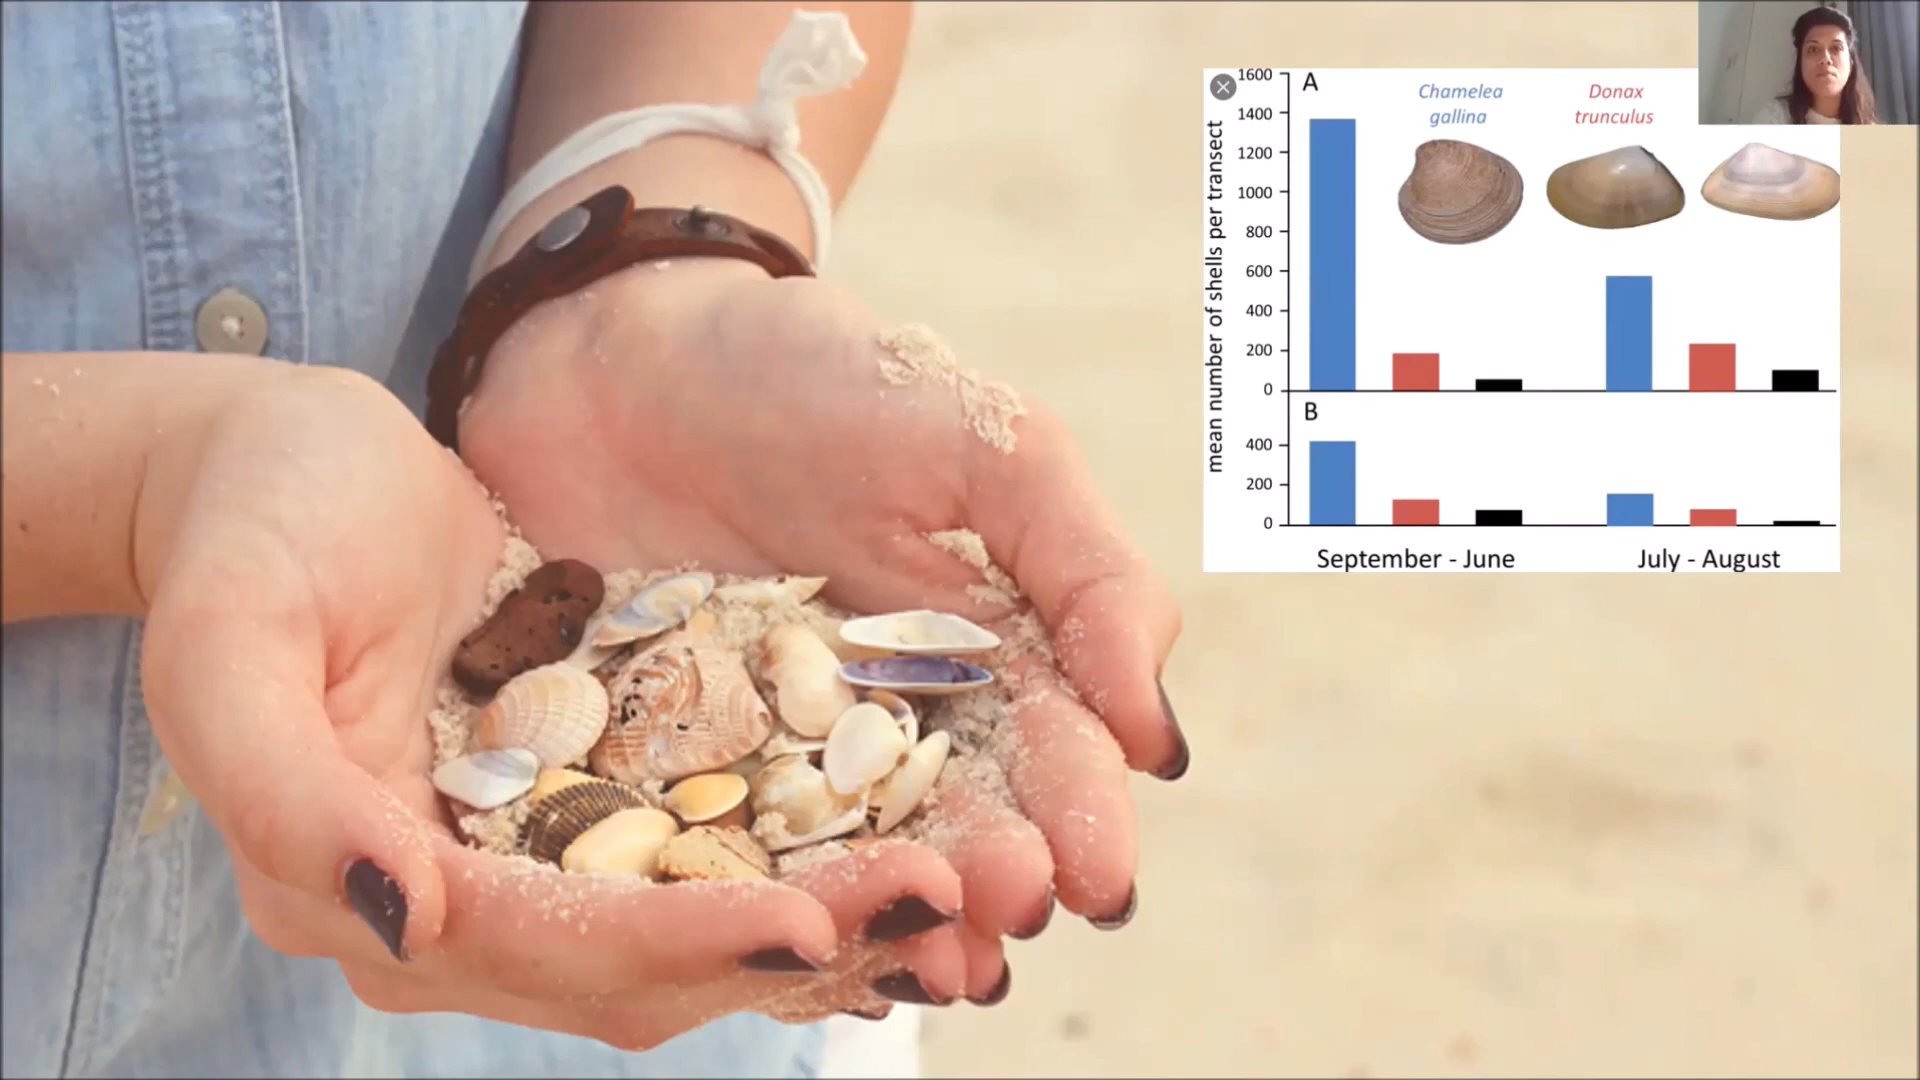 mean number of shells per transect
1600
1400
1200
1000
800
600
400
200
0
A
Chamelea
gallina
Donax
trunculus
B
400
200
0
September - June
July - August